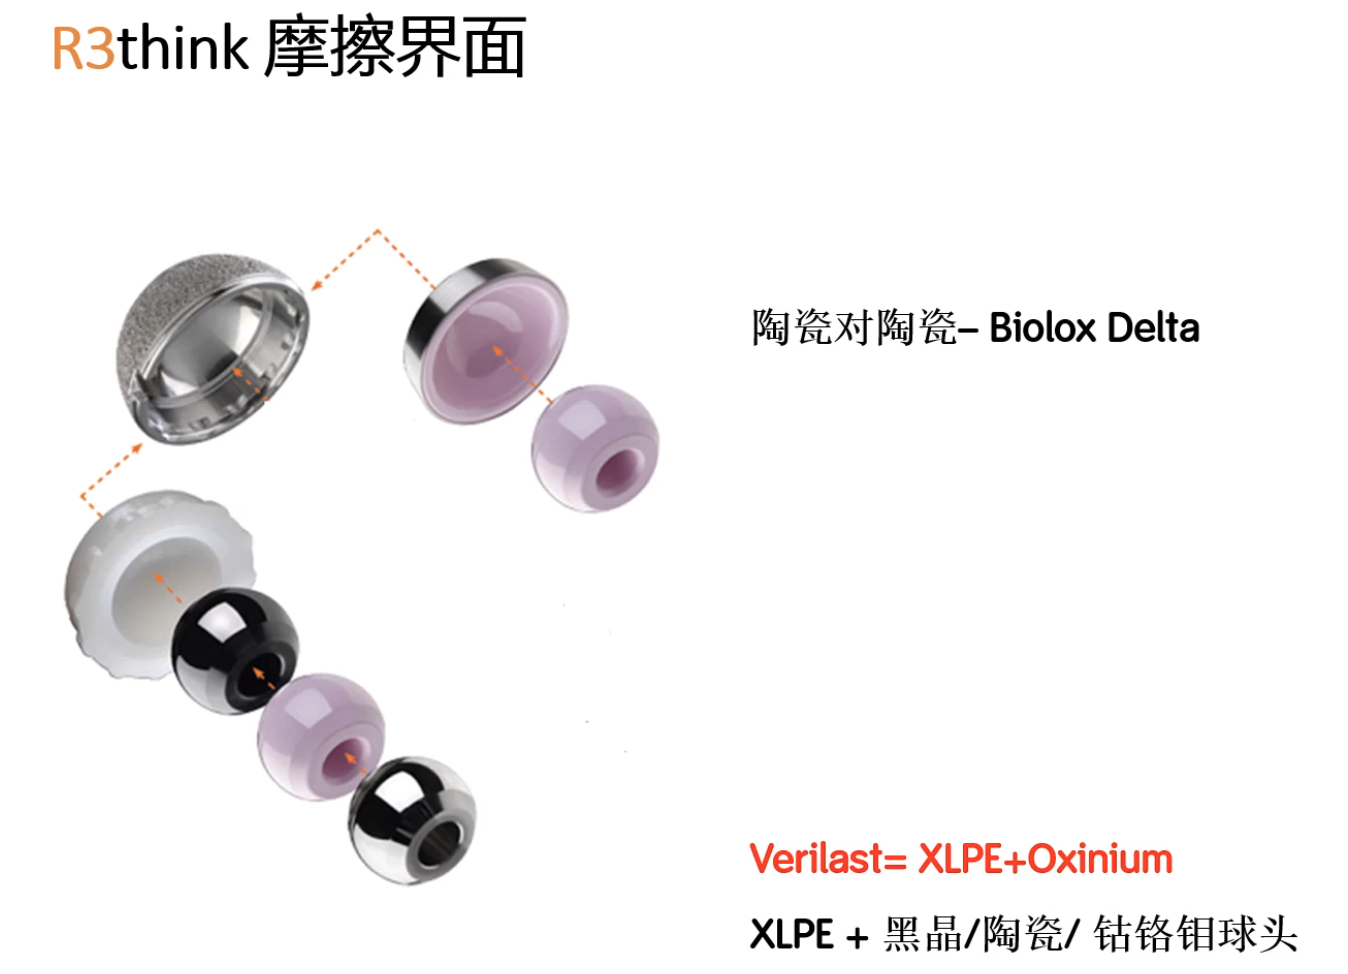 R3think 摩擦界面
陶瓷对陶瓷– Biolox Delta
Verilast= XLPE+Oxinium
XLPE + 黑晶/陶瓷/ 钴铬钼球头